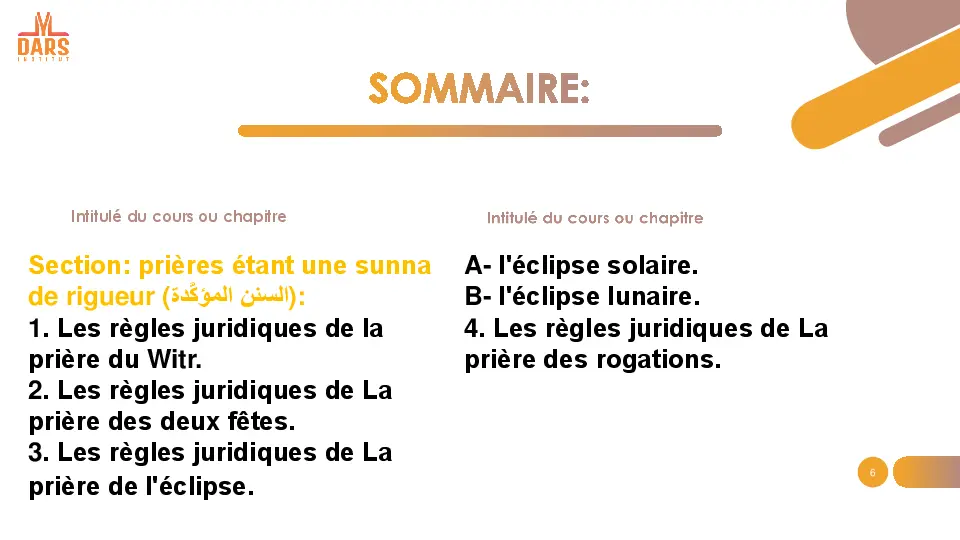 DARS
INSTITUT
SOMMAIRE:
Intitulé du cours ou chapitre
Section: prières étant une sunna
de rigueur (السنن المؤكَّدة):
1. Les règles juridiques de la
prière du Witr.
2. Les règles juridiques de La
prière des deux fêtes.
3. Les règles juridiques de La
prière de l'éclipse.
Intitulé du cours ou chapitre
A- l'éclipse solaire.
B- l'éclipse lunaire.
4. Les règles juridiques de La
prière des rogations.
6